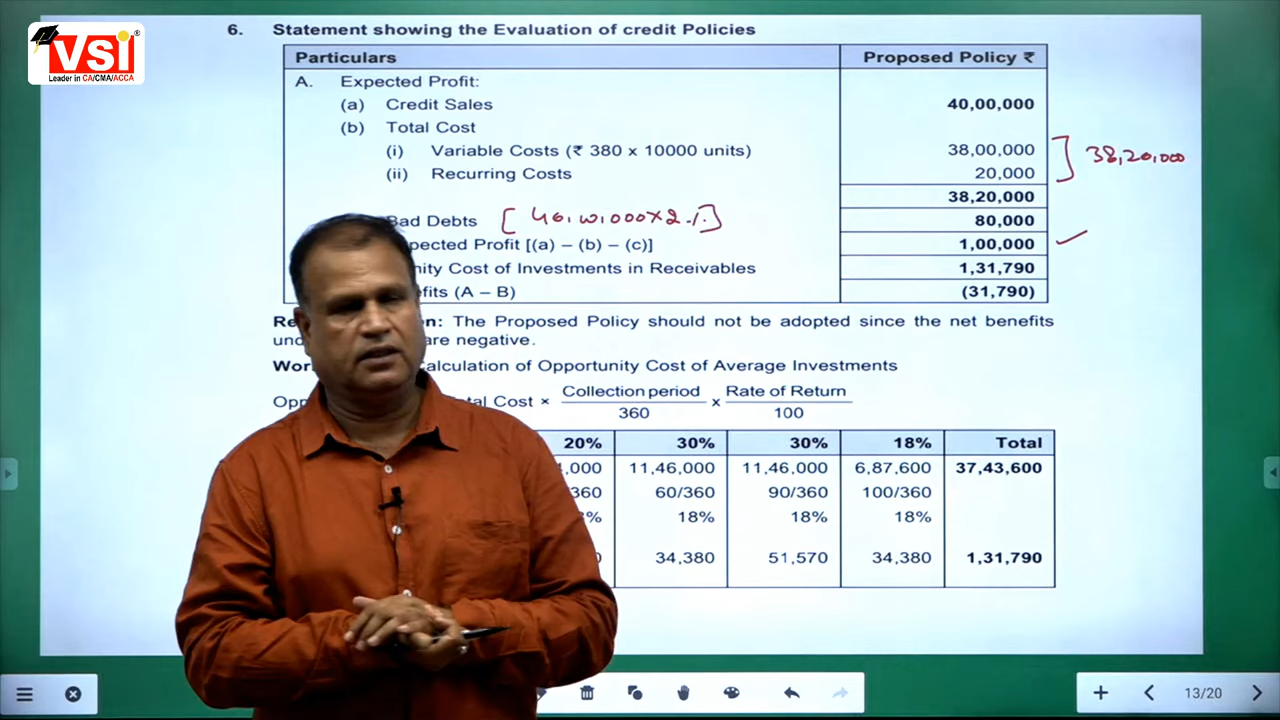 VSI
Leader in CA/CMA/ACCA
6. Statement showing the Evaluation of credit Policies
Particulars Proposed Policy ₹
A. Expected Profit:
(a) Credit Sales 40,00,000
(b) Total Cost
(i) Variable Costs (₹ 380 x 10000 units) 38,00,000
38,20,000
(ii) Recurring Costs 20,000
38,20,000
Bad Debts [40,00,000×2%] 80,000
pected Profit [(a) – (b) – (c)] 1,00,000
nity Cost of Investments in Receivables 1,31,790
efits (A – B) (31,790)
Re on: The Proposed Policy should not be adopted since the net benefits
und are negative.
Wor Calculation of Opportunity Cost of Average Investments
Opp otal Cost × Collection period / 360 x Rate of Return / 100
20% 30% 30% 18% Total
,000 11,46,000 11,46,000 6,87,600 37,43,600
360 60/360 90/360 100/360
% 18% 18% 18%
0 34,380 51,570 34,380 1,31,790
13/20